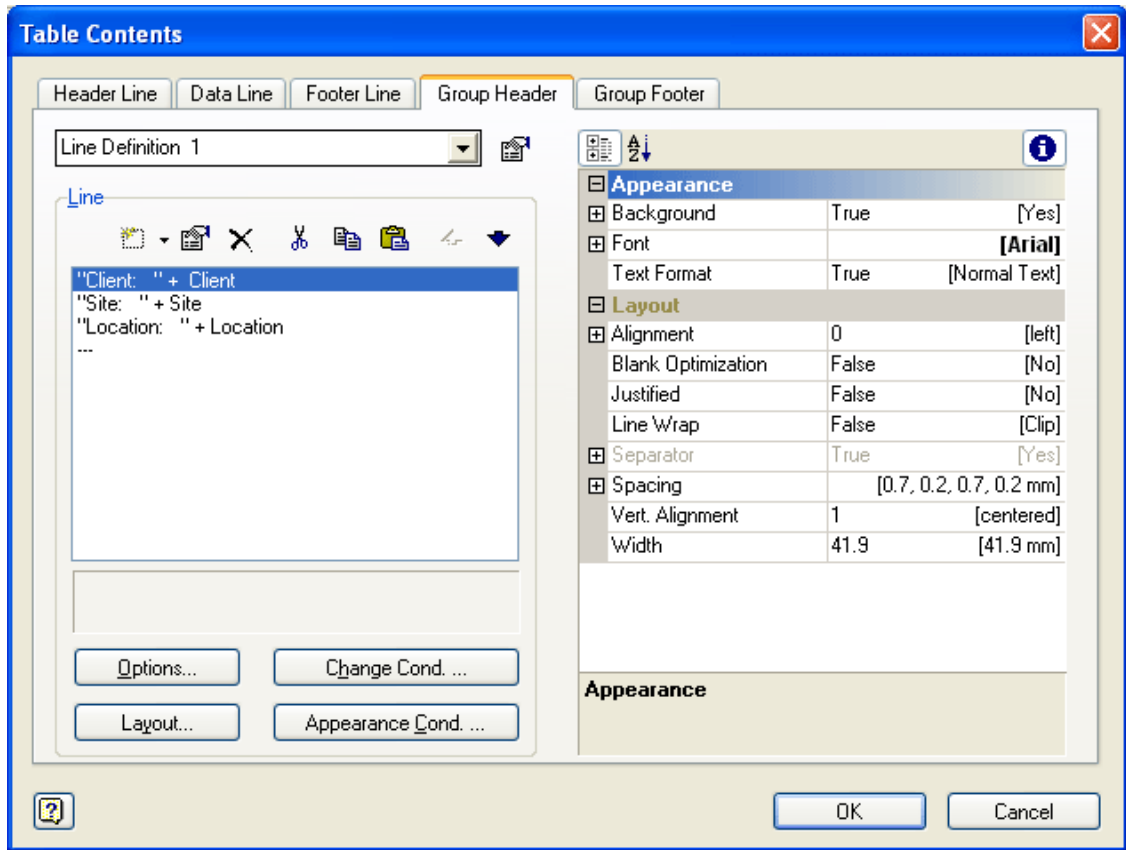 Table Contents
Header Line Data Line Footer Line Group Header Group Footer
Line Definition 1
Line
"Client: " + Client
"Site: " + Site
"Location: " + Location
---
Options... Change Cond. ...
Layout... Appearance Cond. ...
A Z
i
Appearance
Background True [Yes]
Font [Arial]
Text Format True [Normal Text]
Layout
Alignment 0 [left]
Blank Optimization False [No]
Justified False [No]
Line Wrap False [Clip]
Separator True [Yes]
Spacing [0.7, 0.2, 0.7, 0.2 mm]
Vert. Alignment 1 [centered]
Width 41.9 [41.9 mm]
Appearance
?
OK Cancel